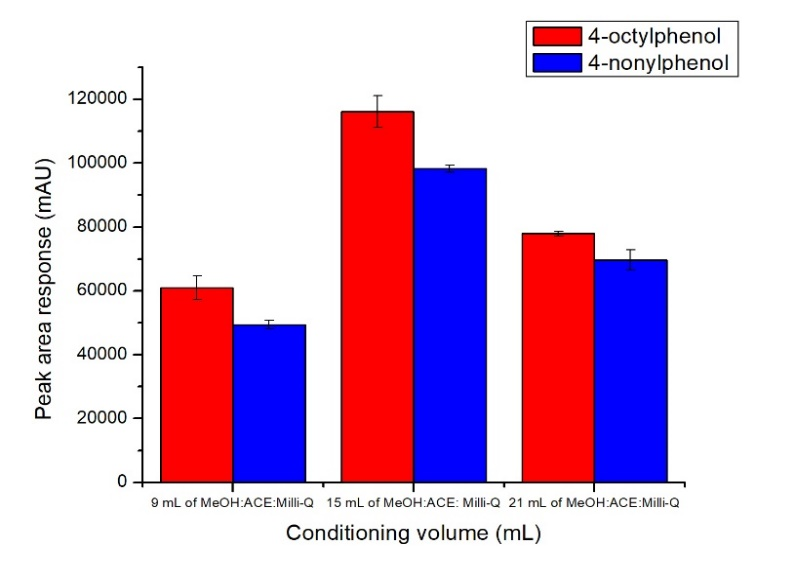 4-octylphenol
4-nonylphenol
120000
100000
80000
60000
40000
20000
0
Peak area response (mAU)
9 mL of MeOH:ACE:Milli-Q 15 mL of MeOH:ACE: Milli-Q 21 mL of MeOH:ACE:Milli-Q
Conditioning volume (mL)